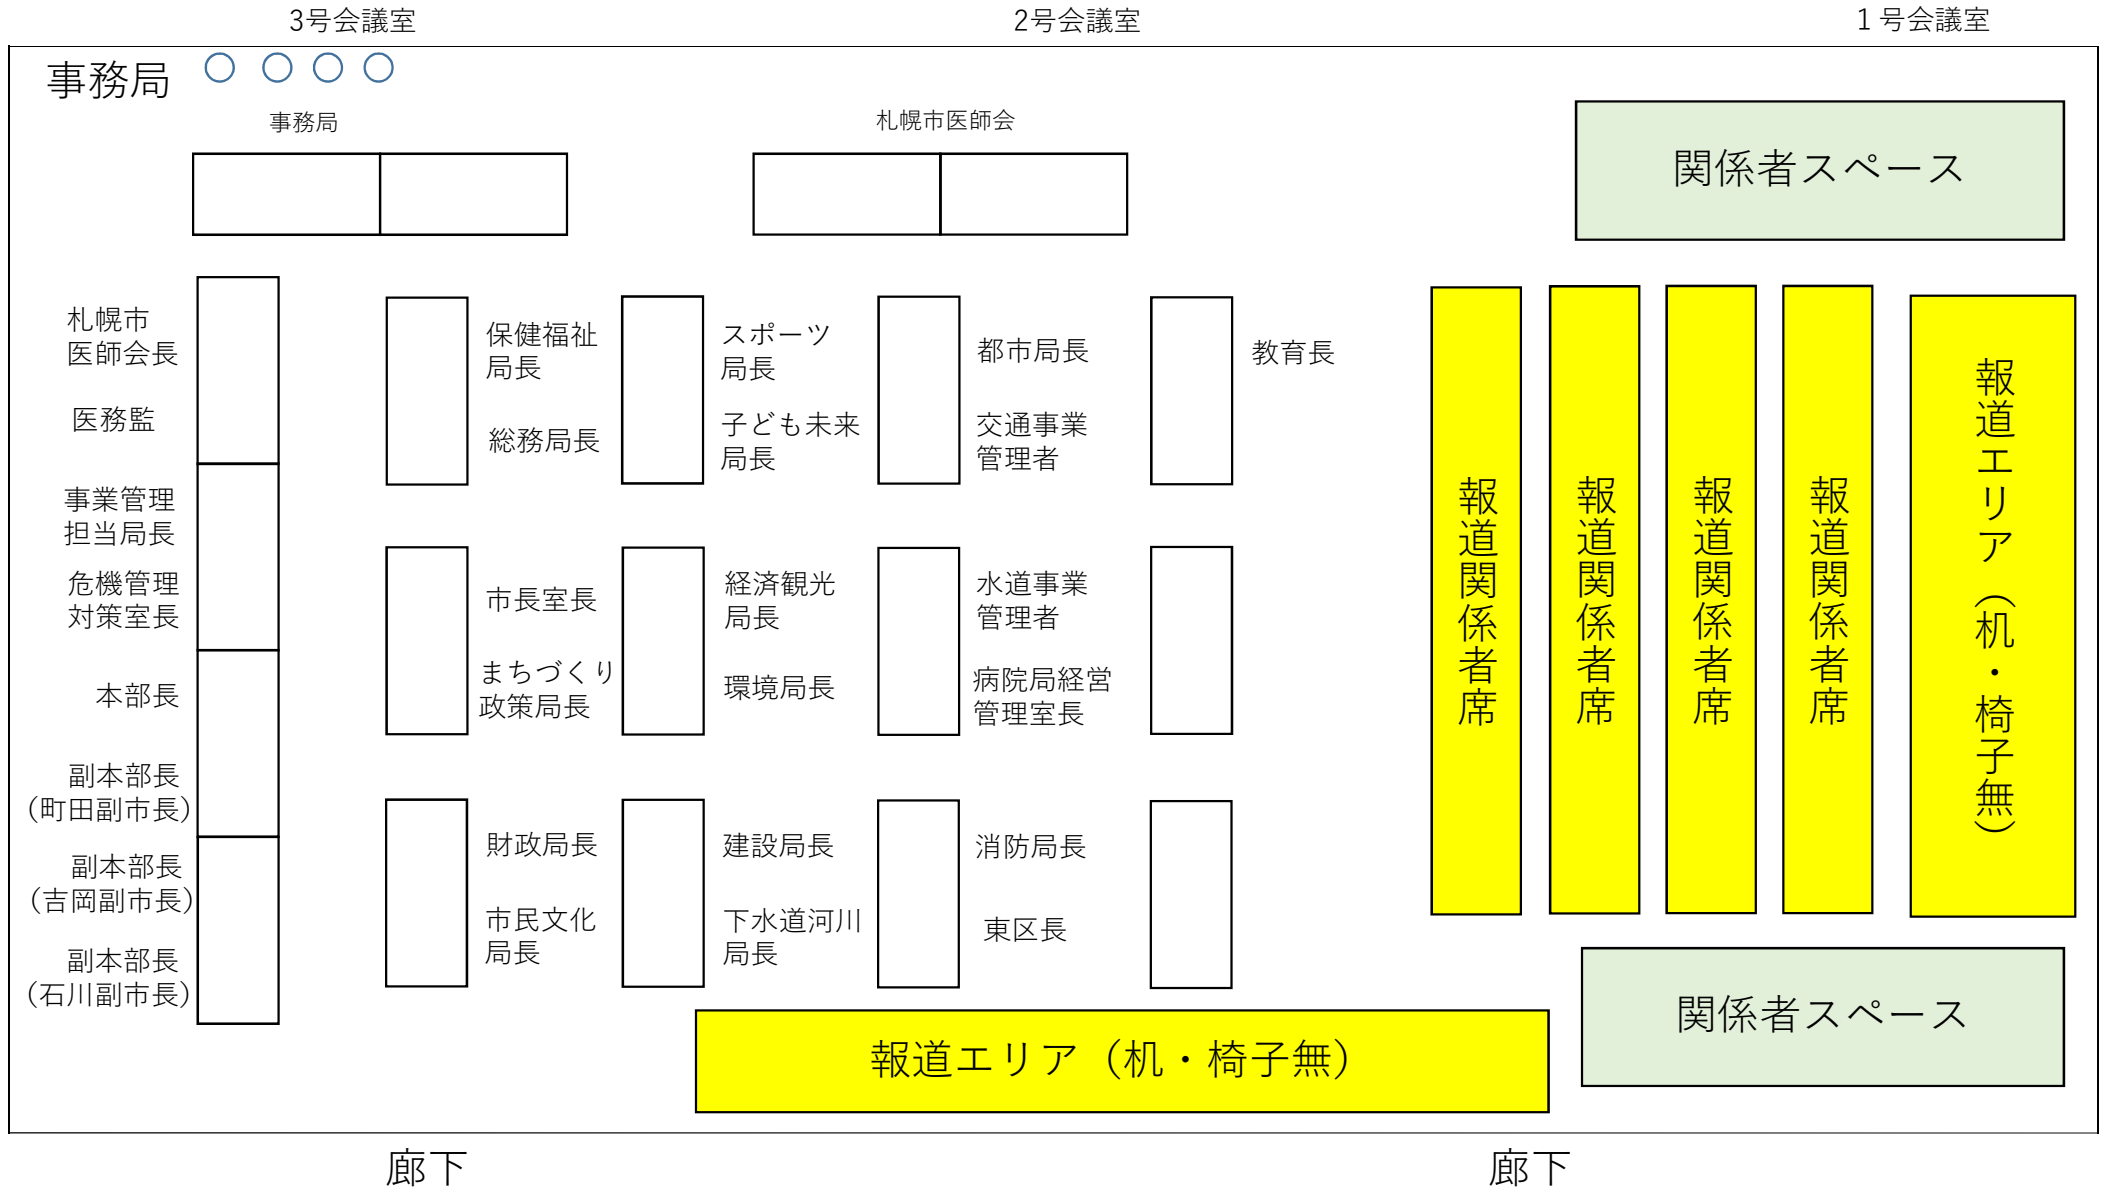 3号会議室
2号会議室
１号会議室
事務局
事務局
札幌市医師会
関係者スペース
札幌市
医師会長
医務監
事業管理
担当局長
危機管理
対策室長
本部長
副本部長
（町田副市長）
副本部長
（吉岡副市長）
副本部長
（石川副市長）
保健福祉
局長
総務局長
スポーツ
局長
子ども未来
局長
都市局長
交通事業
管理者
教育長
市長室長
まちづくり
政策局長
経済観光
局長
環境局長
水道事業
管理者
病院局経営
管理室長
財政局長
市民文化
局長
建設局長
下水道河川
局長
消防局長
東区長
報道関係者席
報道関係者席
報道関係者席
報道関係者席
報道エリア（机・椅子無）
報道エリア（机・椅子無）
関係者スペース
廊下
廊下